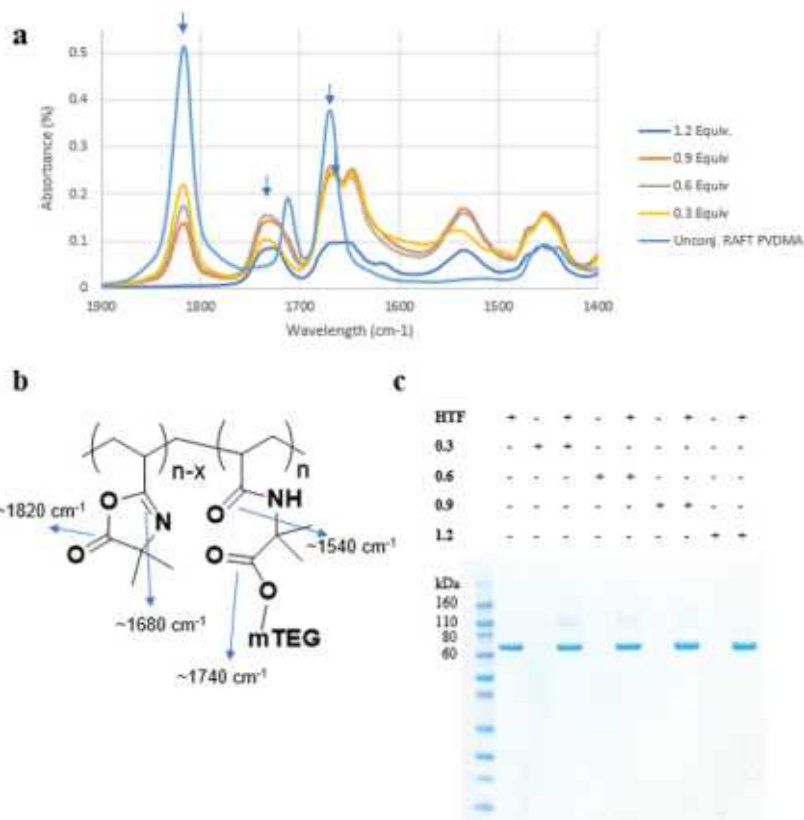 a
0.5
0.4
0.3
0.2
0.1
0
Absorbance (%)
1900 1800 1700 1600 1500 1400
Wavelength (cm-1)
1.2 Equiv.
0.9 Equiv
0.6 Equiv
0.3 Equiv
Unconj. RAFT PVDMA
b
n-x n
O N
O
NH
O
O
O
mTEG
~1820 cm⁻¹
~1540 cm⁻¹
~1680 cm⁻¹
~1740 cm⁻¹
c
HTF + - + - + - + - +
0.3 - + + - - - - - -
0.6 - - - + + - - - -
0.9 - - - - - + + - -
1.2 - - - - - - - + +
kDa
160
110
80
60